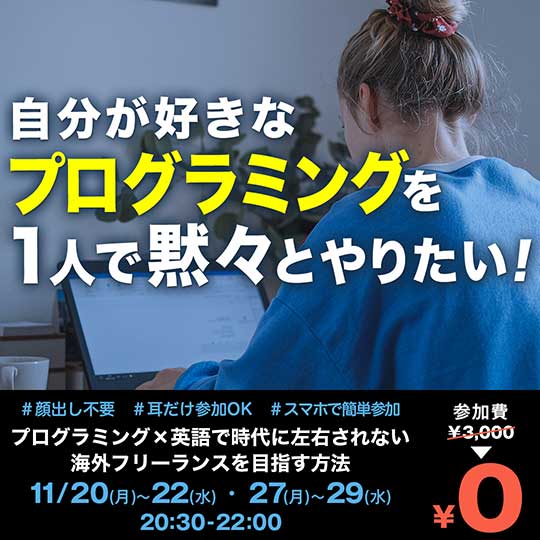 自分が好きな
プログラミングを
1人で黙々とやりたい!
#顔出し不要 #耳だけ参加OK #スマホで簡単参加
プログラミング×英語で時代に左右されない
海外フリーランスを目指す方法
11/20(月)~22(水)・27(月)~29(水)
20:30-22:00
参加費
¥3,000
¥0